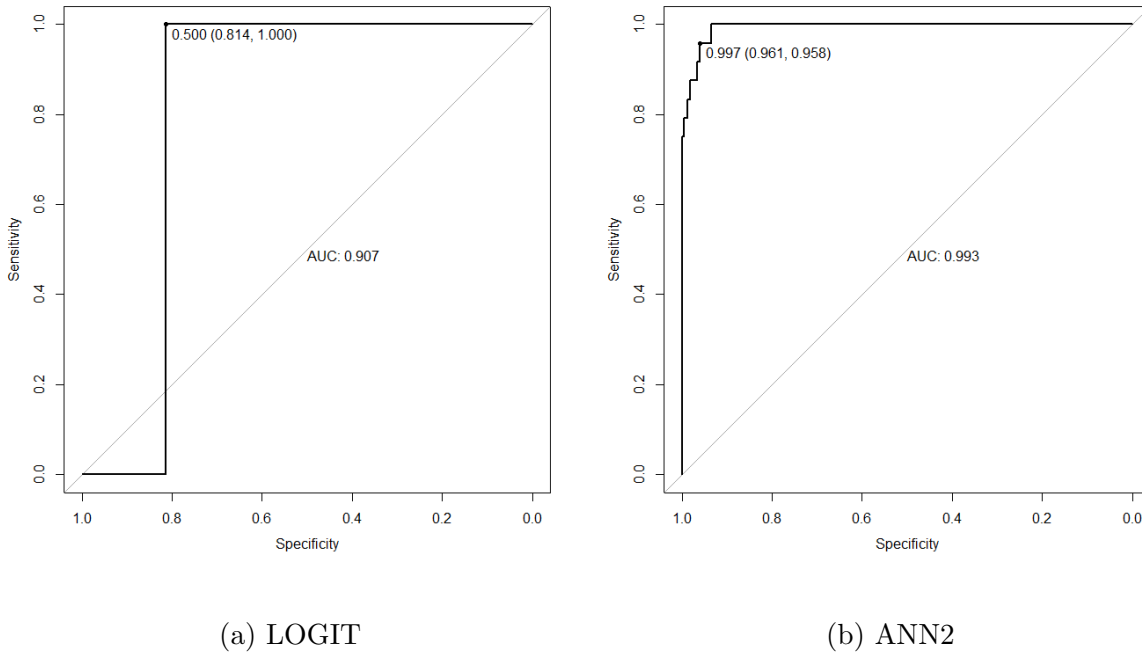 1.0
0.8
0.6
0.4
0.2
0.0
Sensitivity
0.500 (0.814, 1.000)
AUC: 0.907
1.0 0.8 0.6 0.4 0.2 0.0
Specificity
(a) LOGIT
1.0
0.8
0.6
0.4
0.2
0.0
Sensitivity
0.997 (0.961, 0.958)
AUC: 0.993
1.0 0.8 0.6 0.4 0.2 0.0
Specificity
(b) ANN2